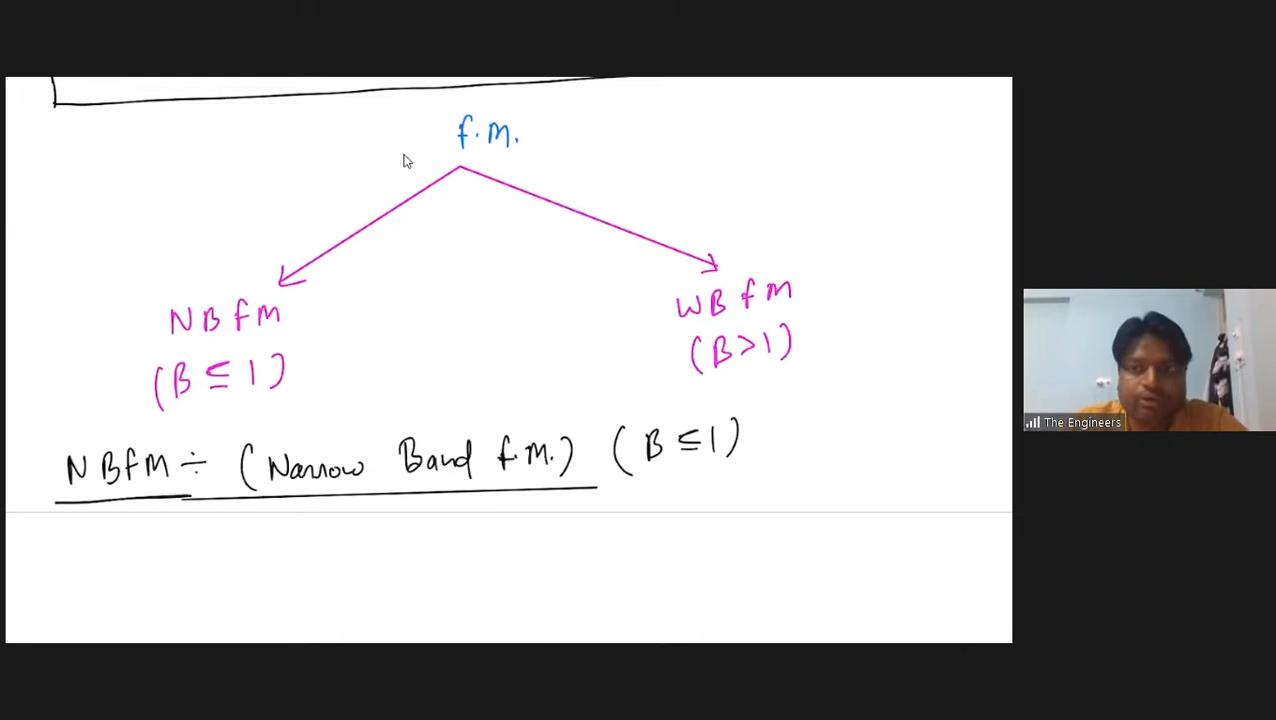 f.M.
NBfM
WBfM
(B ≤ 1)
(B > 1)
NBfM ÷ (Narrow Band f.M.) (B ≤ 1)
The Engineers